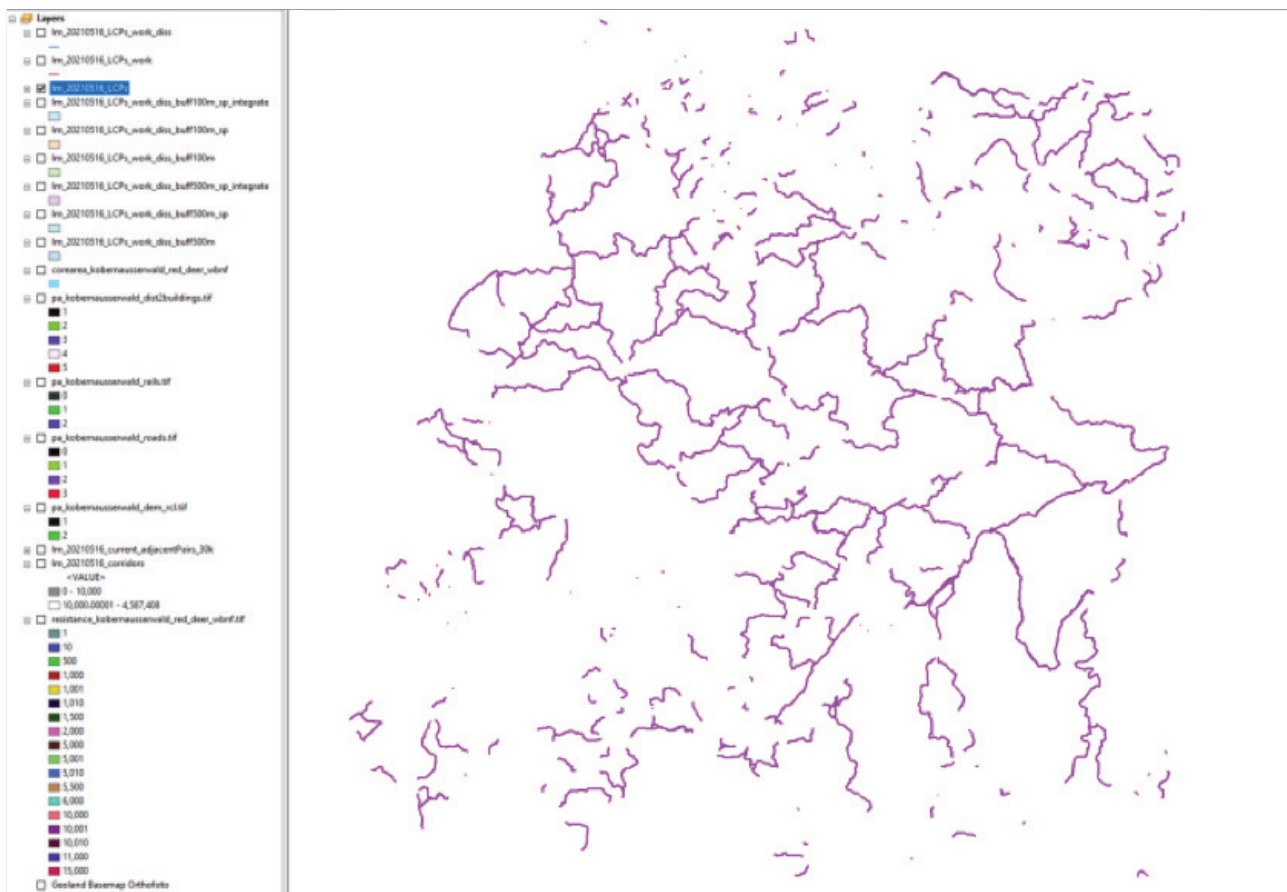 Layers
lm_20210516_LCPs_work_diss
lm_20210516_LCPs_work
lm_20210516_LCPs
lm_20210516_LCPs_work_diss_buff100m_sp_integrate
lm_20210516_LCPs_work_diss_buff100m_sp
lm_20210516_LCPs_work_diss_buff100m
lm_20210516_LCPs_work_diss_buff500m_sp_integrate
lm_20210516_LCPs_work_diss_buff500m_sp
lm_20210516_LCPs_work_diss_buff500m
corearea_kobernausserwald_red_deer_wbnf
pa_kobernausserwald_dist2buildings.tif
1
2
3
4
5
pa_kobernausserwald_rails.tif
0
1
2
pa_kobernausserwald_roads.tif
0
1
2
3
pa_kobernausserwald_dem_rcl.tif
1
2
lm_20210516_current_adjacentPairs_30k
lm_20210516_corridors
<VALUE>
0 - 10,000
10,000.00001 - 4,587,408
resistance_kobernausserwald_red_deer_wbnf.tif
1
10
500
1,000
1,001
1,010
1,500
2,000
5,000
5,001
5,010
5,500
6,000
10,000
10,001
10,010
11,000
15,000
Geoland Basemap Orthofoto